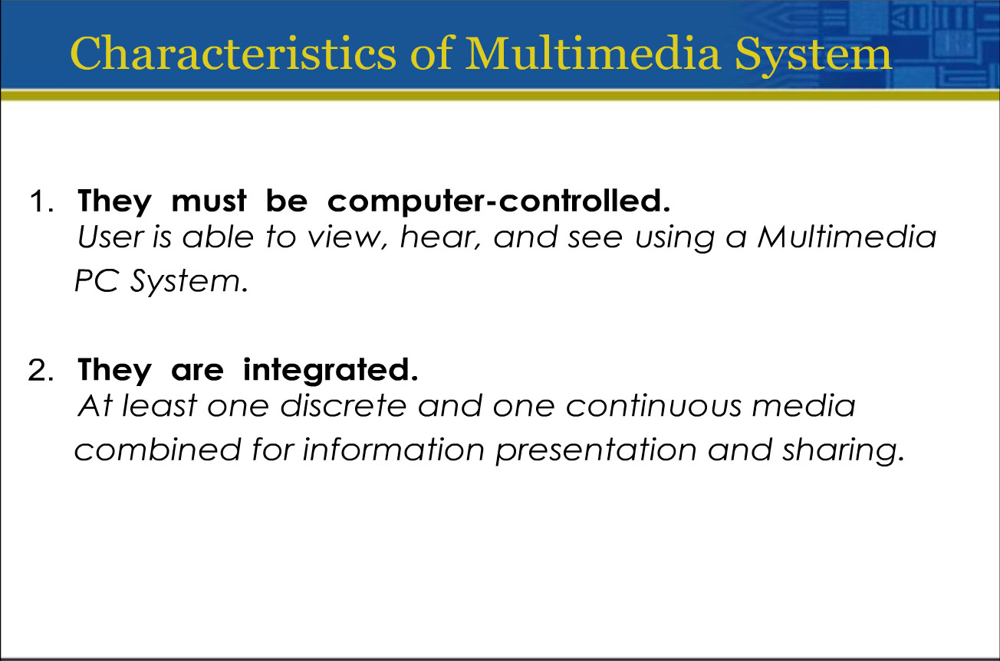 Characteristics of Multimedia System
1. They must be computer-controlled.
User is able to view, hear, and see using a Multimedia
PC System.
2. They are integrated.
At least one discrete and one continuous media
combined for information presentation and sharing.